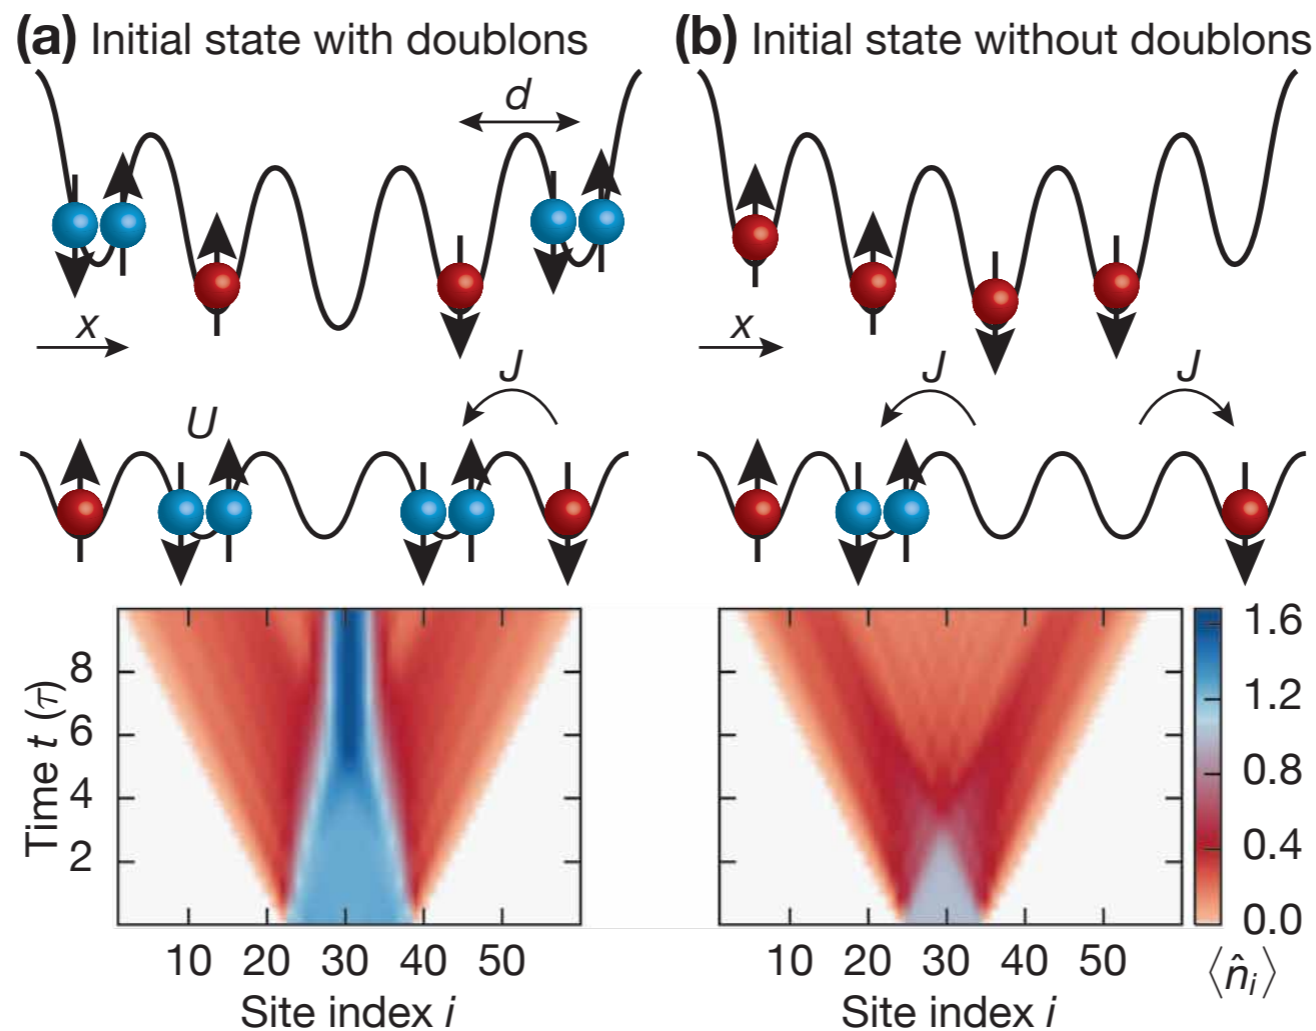 (a) Initial state with doublons
d
x
J
U
8
6
4
2
Time t (τ)
10 20 30 40 50
Site index i
(b) Initial state without doublons
x
J J
10 20 30 40 50
Site index i
1.6
1.2
0.8
0.4
0.0
⟨n̂ᵢ⟩